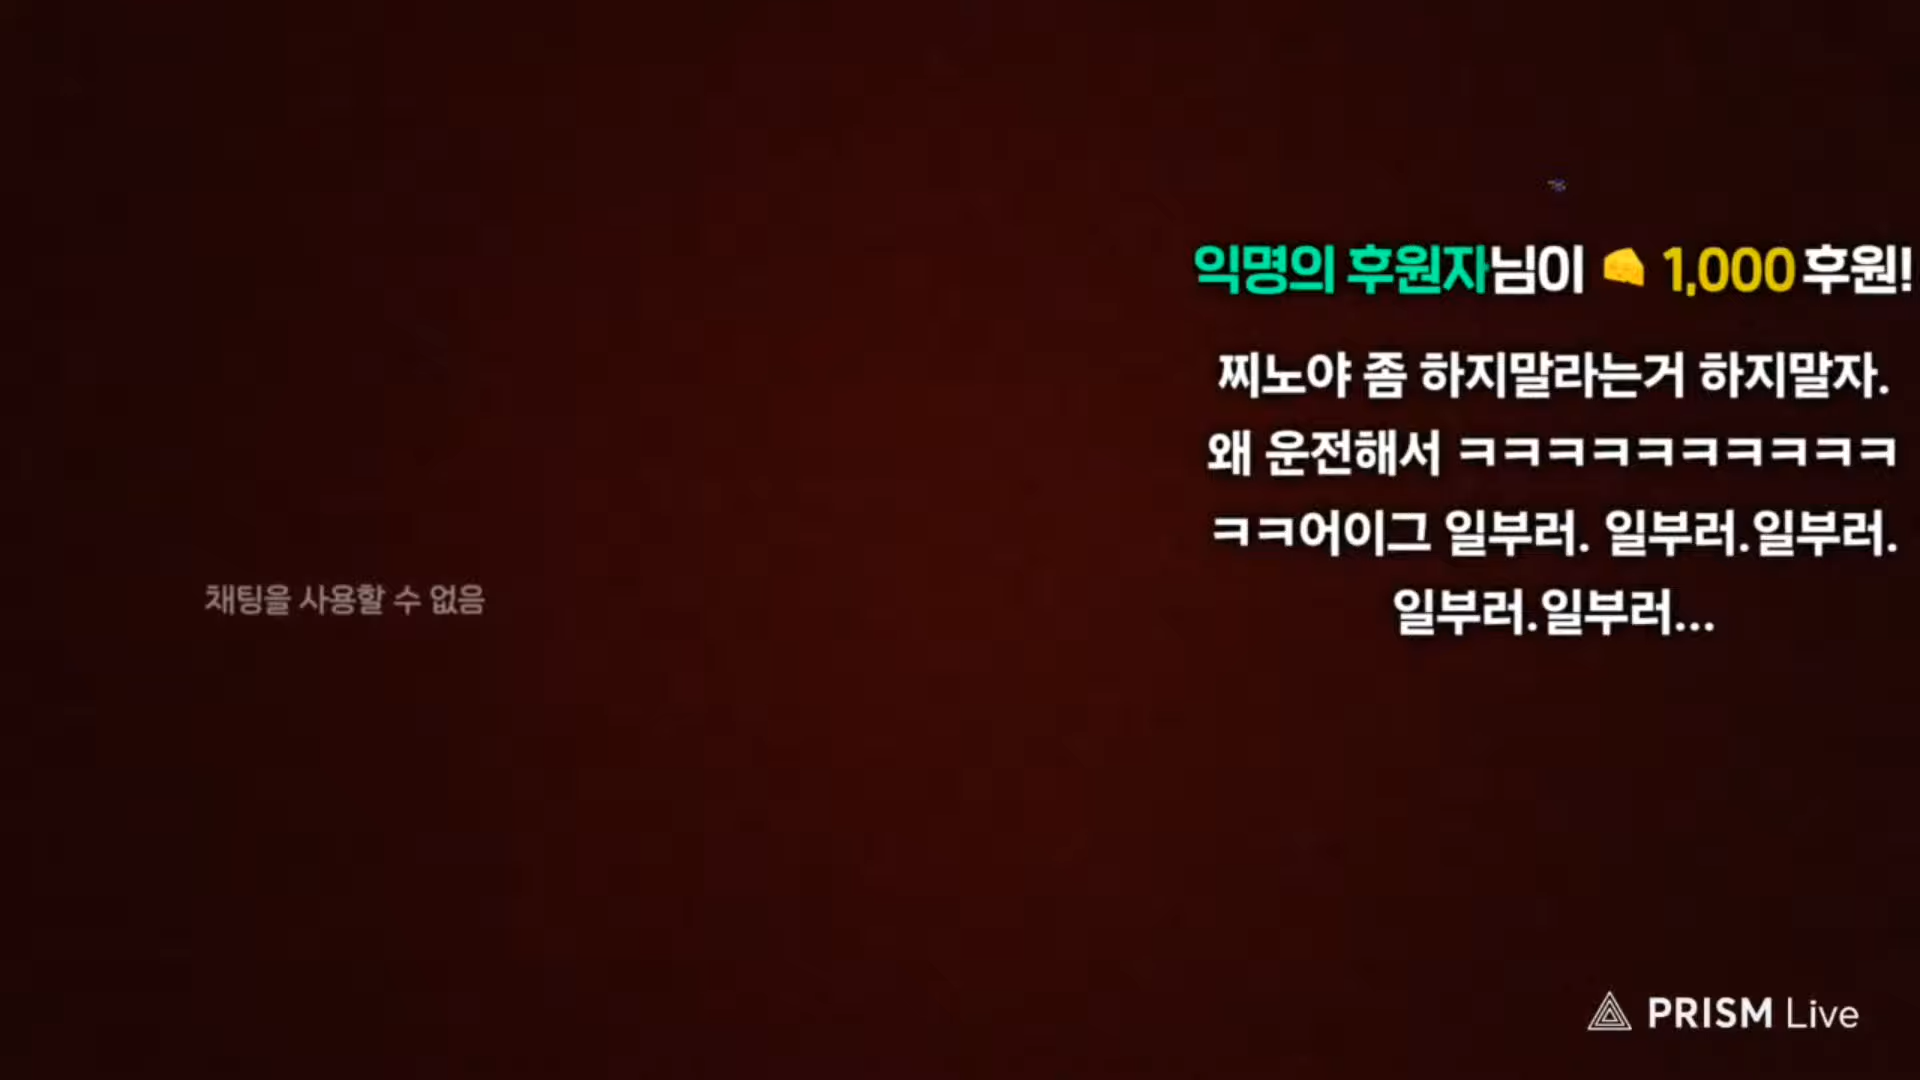 익명의 후원자님이 🧀 1,000 후원!
찌노야 좀 하지말라는거 하지말자.
왜 운전해서 ㅋㅋㅋㅋㅋㅋㅋㅋㅋㅋ
ㅋㅋ어이그 일부러. 일부러.일부러.
일부러.일부러...
채팅을 사용할 수 없음
PRISM Live